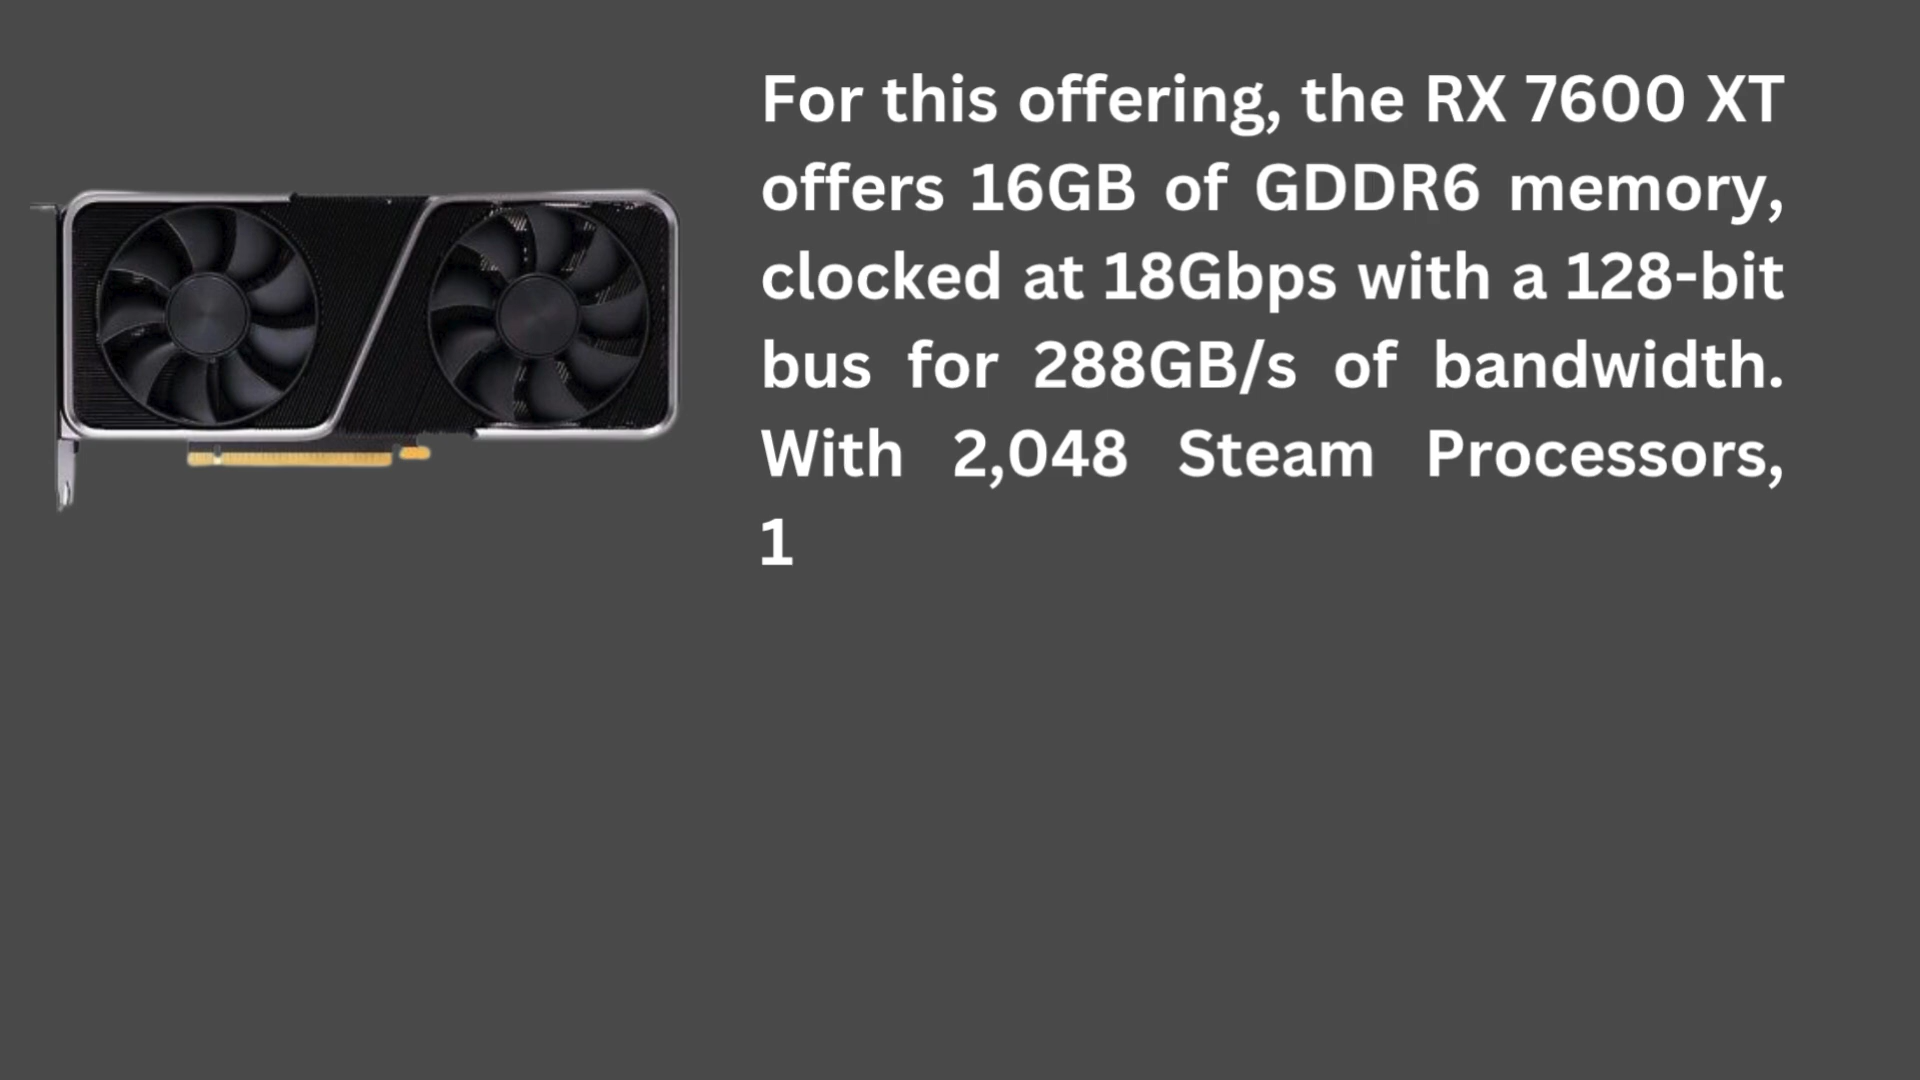 For this offering, the RX 7600 XT
offers 16GB of GDDR6 memory,
clocked at 18Gbps with a 128-bit
bus for 288GB/s of bandwidth.
With 2,048 Steam Processors,
1